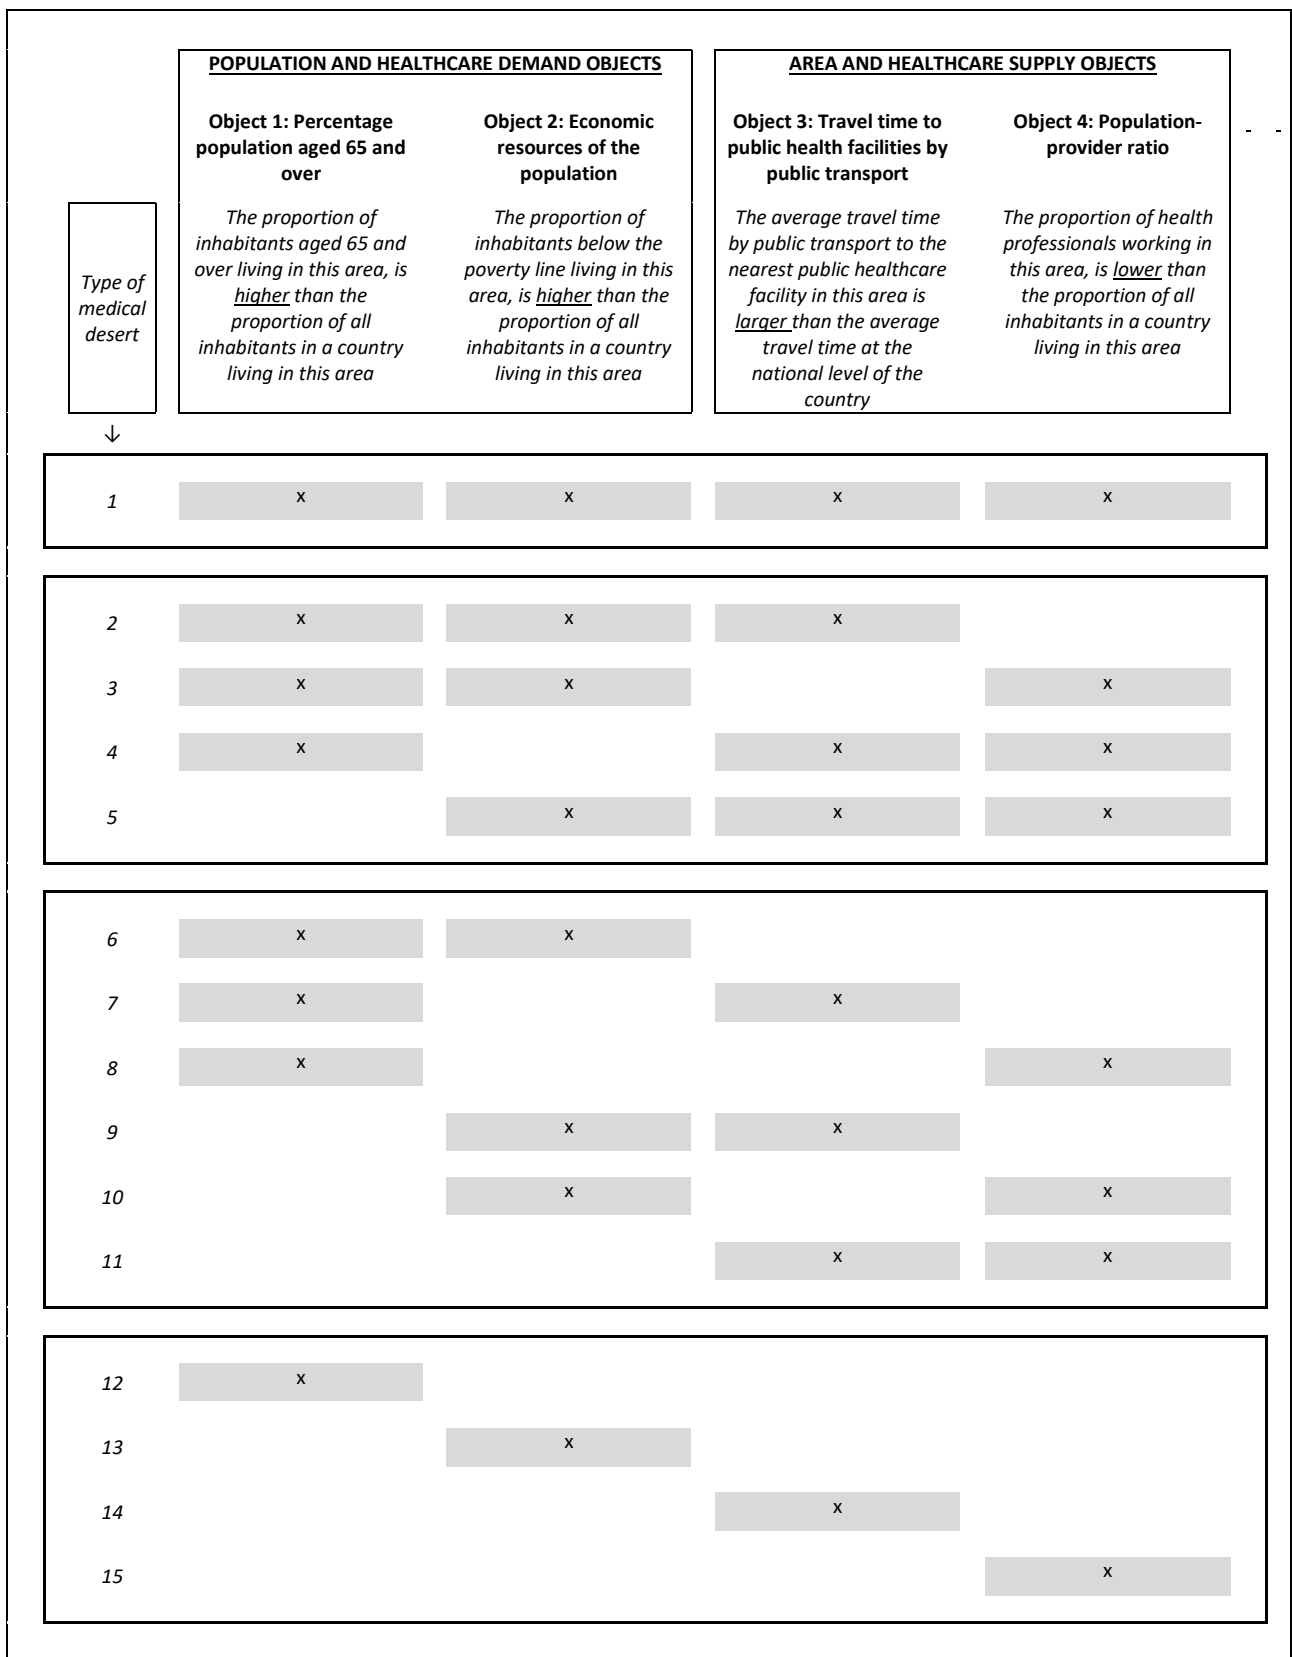 POPULATION AND HEALTHCARE DEMAND OBJECTS
AREA AND HEALTHCARE SUPPLY OBJECTS
Object 1: Percentage
population aged 65 and
over
Object 2: Economic
resources of the
population
Object 3: Travel time to
public health facilities by
public transport
Object 4: Population-
provider ratio
- -
Type of
medical
desert
↓
The proportion of
inhabitants aged 65 and
over living in this area, is
higher than the
proportion of all
inhabitants in a country
living in this area
The proportion of
inhabitants below the
poverty line living in this
area, is higher than the
proportion of all
inhabitants in a country
living in this area
The average travel time
by public transport to the
nearest public healthcare
facility in this area is
larger than the average
travel time at the
national level of the
country
The proportion of health
professionals working in
this area, is lower than
the proportion of all
inhabitants in a country
living in this area
1 x x x x
2 x x x
3 x x x
4 x x x
5 x x x
6 x x
7 x x
8 x x
9 x x
10 x x
11 x x
12 x
13 x
14 x
15 x